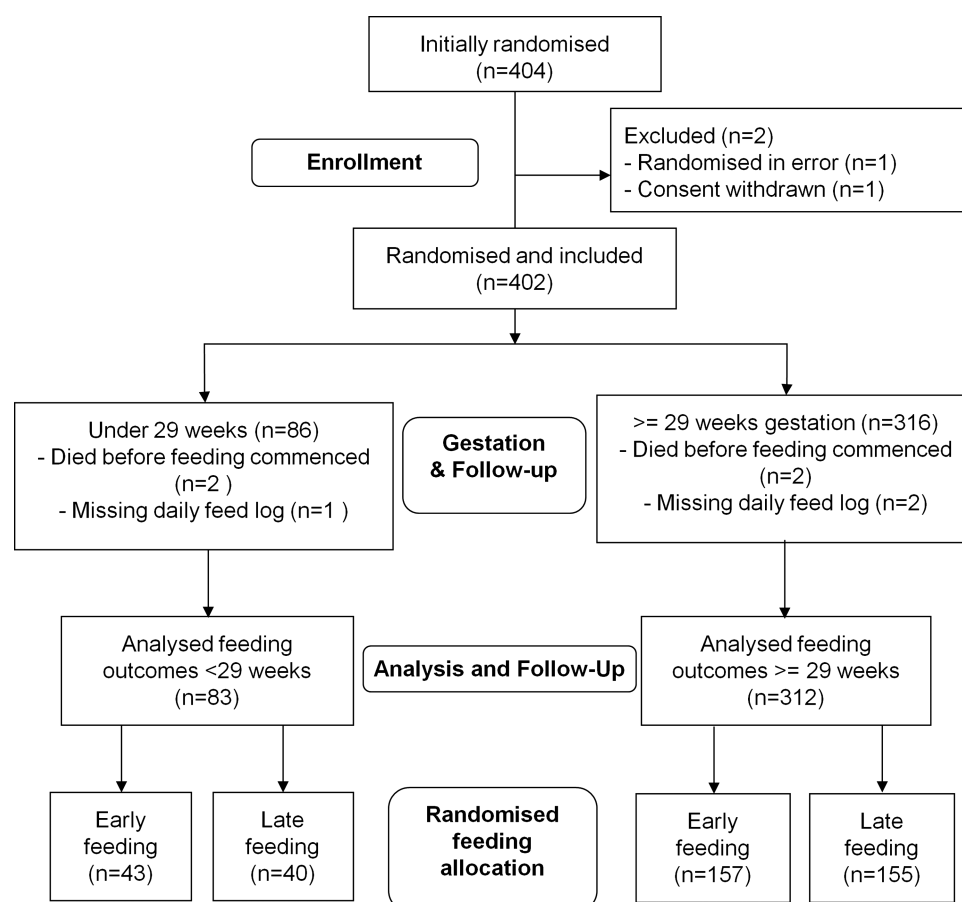 Initially randomised
(n=404)
Excluded (n=2)
- Randomised in error (n=1)
- Consent withdrawn (n=1)
Enrollment
Randomised and included
(n=402)
Under 29 weeks (n=86)
- Died before feeding commenced
(n=2 )
- Missing daily feed log (n=1 )
Gestation
& Follow-up
>= 29 weeks gestation (n=316)
- Died before feeding commenced
(n=2)
- Missing daily feed log (n=2)
Analysed feeding
outcomes <29 weeks
(n=83)
Analysis and Follow-Up
Analysed feeding
outcomes >= 29 weeks
(n=312)
Early
feeding
(n=43)
Late
feeding
(n=40)
Randomised
feeding
allocation
Early
feeding
(n=157)
Late
feeding
(n=155)